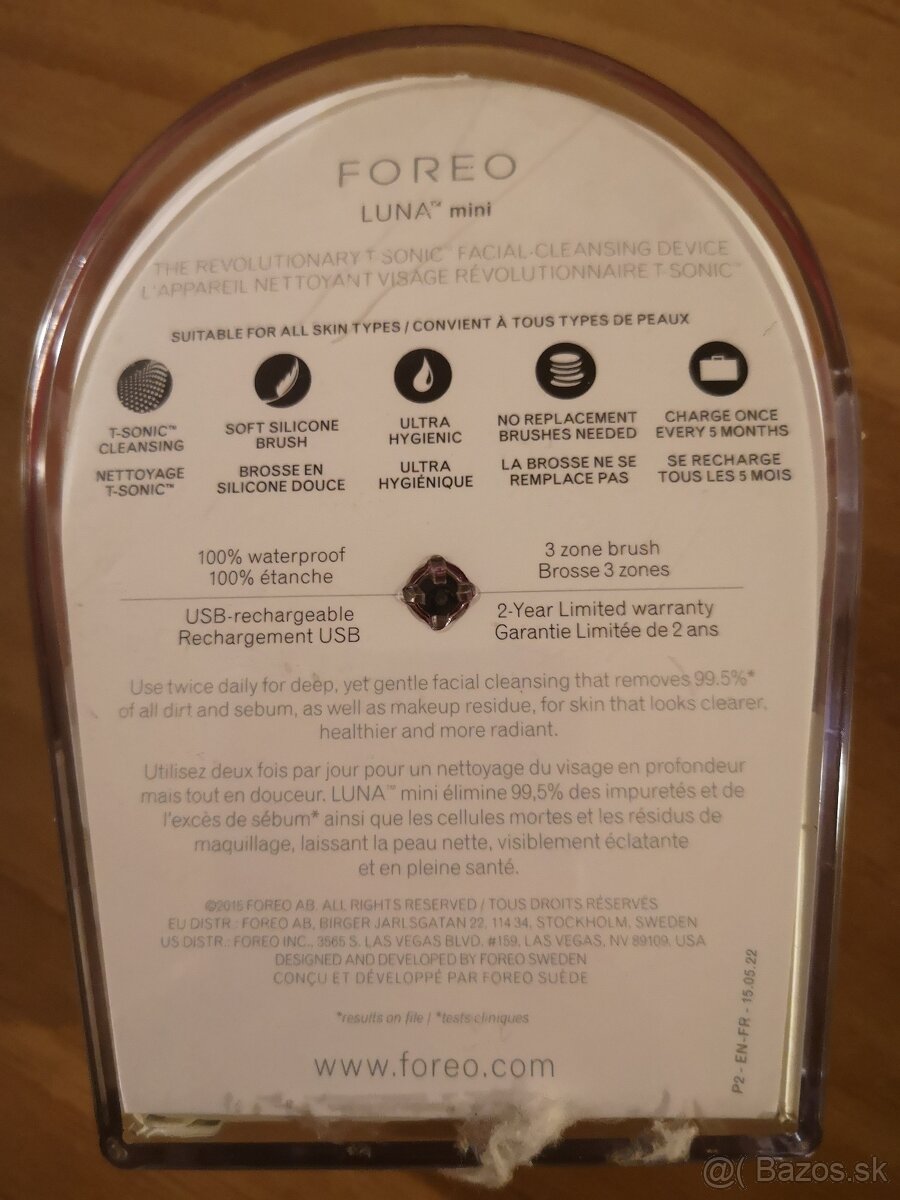 FOREO
LUNA™ mini
THE REVOLUTIONARY T-SONIC™ FACIAL-CLEANSING DEVICE
L'APPAREIL NETTOYANT VISAGE RÉVOLUTIONNAIRE T-SONIC™
SUITABLE FOR ALL SKIN TYPES / CONVIENT À TOUS TYPES DE PEAUX
T-SONIC™
CLEANSING
NETTOYAGE
T-SONIC™
SOFT SILICONE
BRUSH
BROSSE EN
SILICONE DOUCE
ULTRA
HYGIENIC
ULTRA
HYGIÉNIQUE
NO REPLACEMENT
BRUSHES NEEDED
LA BROSSE NE SE
REMPLACE PAS
CHARGE ONCE
EVERY 5 MONTHS
SE RECHARGE
TOUS LES 5 MOIS
100% waterproof
100% étanche
3 zone brush
Brosse 3 zones
USB-rechargeable
Rechargement USB
2-Year Limited warranty
Garantie Limitée de 2 ans
Use twice daily for deep, yet gentle facial cleansing that removes 99.5%*
of all dirt and sebum, as well as makeup residue, for skin that looks clearer,
healthier and more radiant.
Utilisez deux fois par jour pour un nettoyage du visage en profondeur
mais tout en douceur. LUNA™ mini élimine 99,5% des impuretés et de
l'excès de sébum* ainsi que les cellules mortes et les résidus de
maquillage, laissant la peau nette, visiblement éclatante
et en pleine santé.
©2015 FOREO AB. ALL RIGHTS RESERVED / TOUS DROITS RÉSERVÉS
EU DISTR.: FOREO AB, BIRGER JARLSGATAN 22, 114 34, STOCKHOLM, SWEDEN
US DISTR.: FOREO INC., 3565 S. LAS VEGAS BLVD. #159, LAS VEGAS, NV 89109, USA
DESIGNED AND DEVELOPED BY FOREO SWEDEN
CONÇU ET DÉVELOPPÉ PAR FOREO SUÈDE
*results on file / *tests cliniques
www.foreo.com
P2 - EN-FR - 15.05.22
@( Bazos.sk